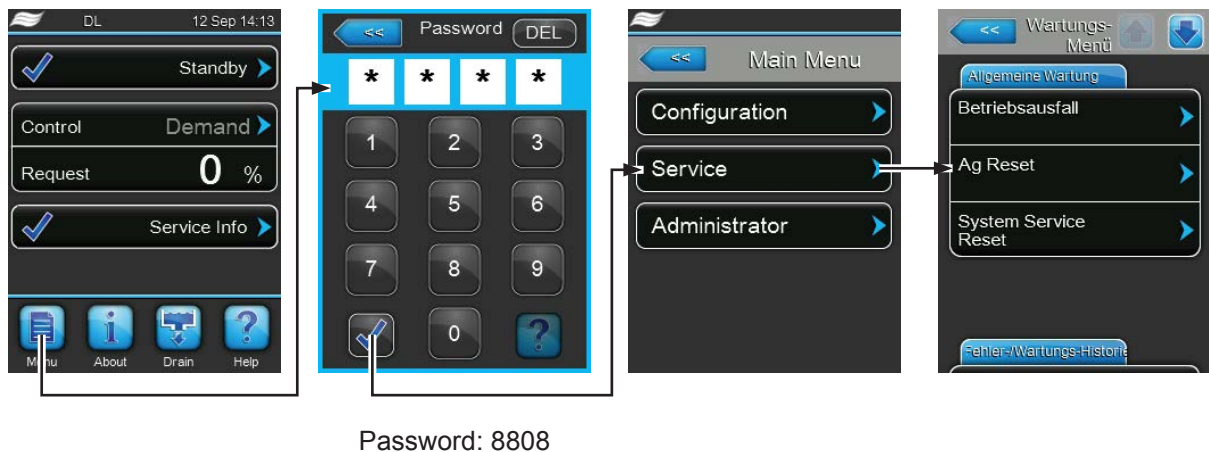 DL 12 Sep 14:13
Standby
Control Demand
Request 0 %
Service Info
Menu About Drain Help
<< Password DEL
* * * *
1 2 3
4 5 6
7 8 9
0 ?
<< Main Menu
Configuration
Service
Administrator
<< Wartungs-
Menü
Allgemeine Wartung
Betriebsausfall
Ag Reset
System Service
Reset
Fehler-/Wartungs-Historie
Password: 8808